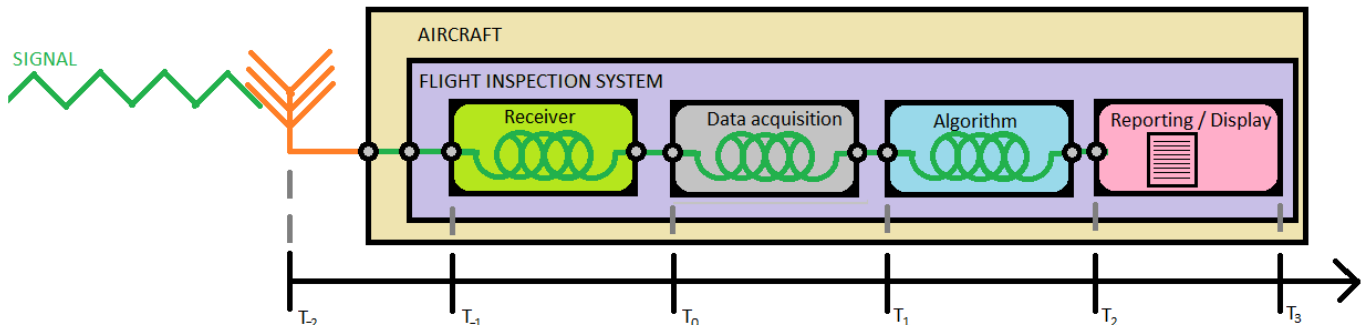 SIGNAL
AIRCRAFT
FLIGHT INSPECTION SYSTEM
Receiver
Data acquisition
Algorithm
Reporting / Display
T-2
T-1
T0
T1
T2
T3